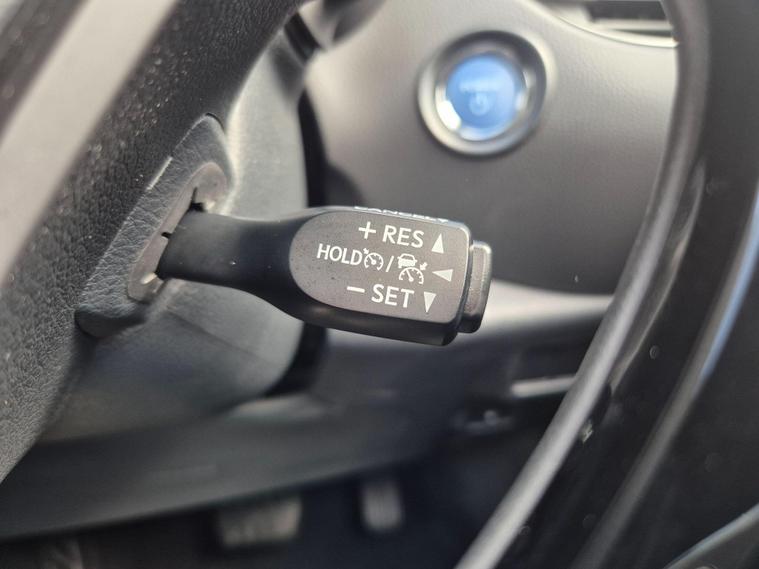 + RES
HOLD /
− SET